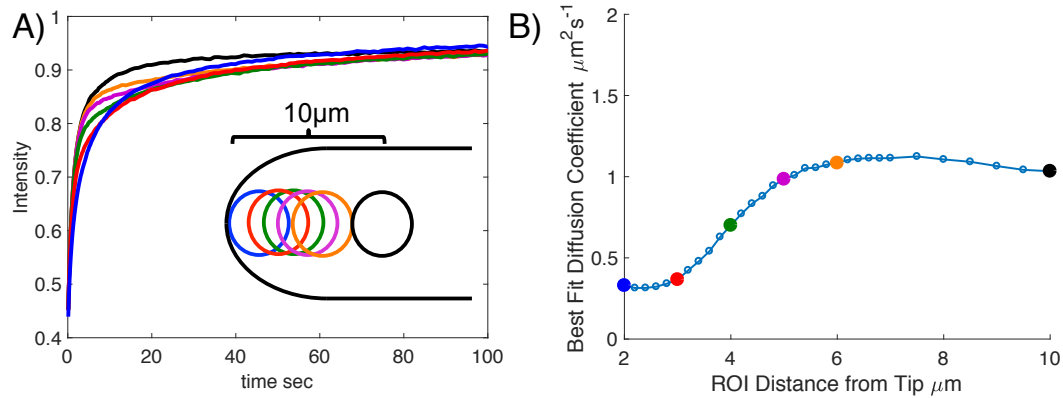 A)
1
0.9
0.8
0.7
0.6
0.5
0.4
Intensity
0 20 40 60 80 100
time sec
10μm
B)
2
1.5
1
0.5
0
Best Fit Diffusion Coefficient μm²s⁻¹
2 4 6 8 10
ROI Distance from Tip μm